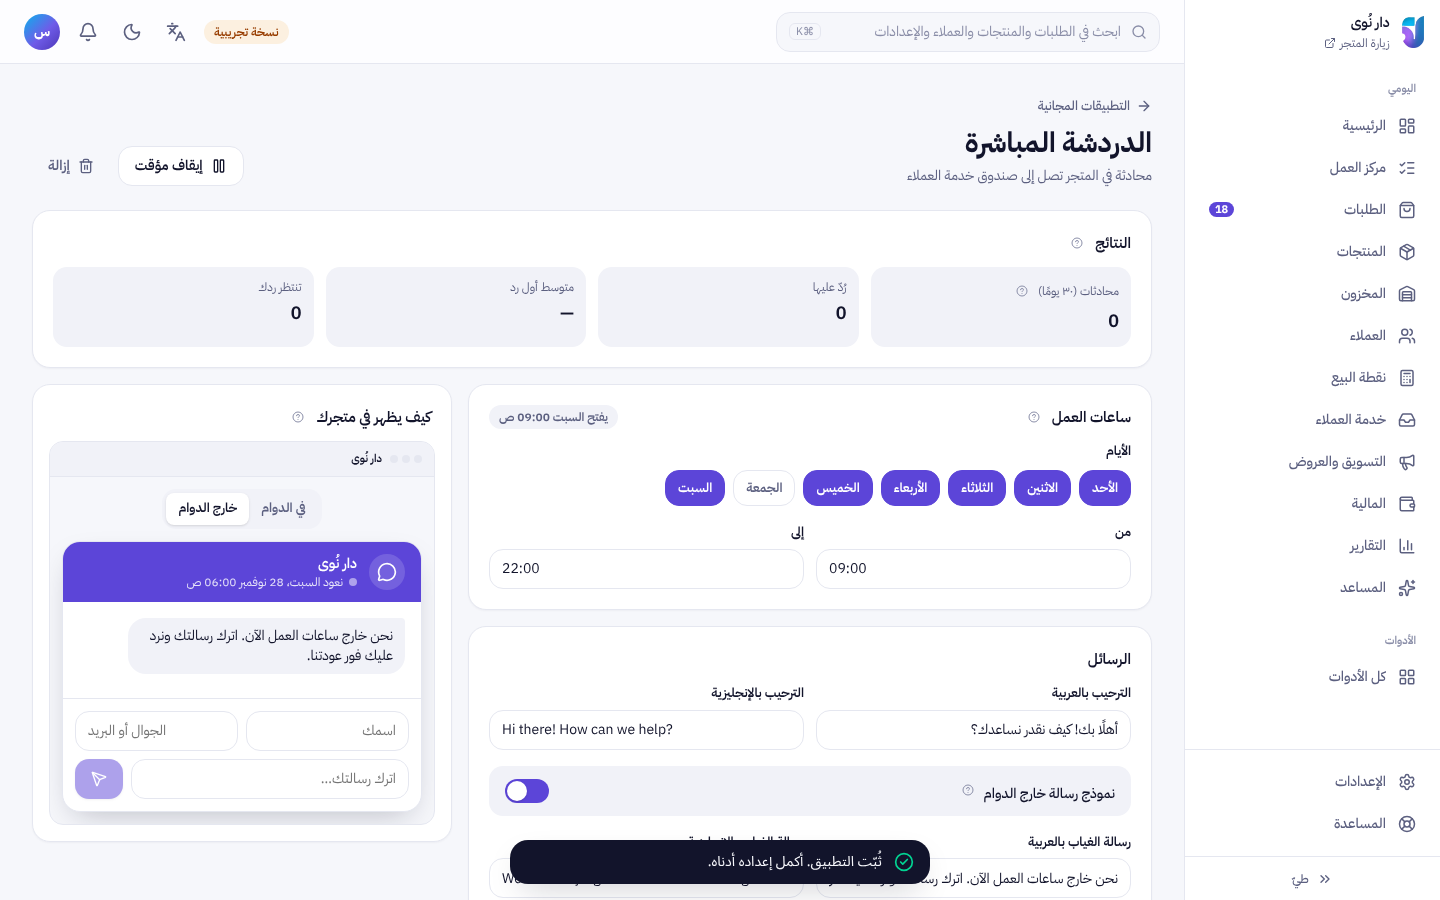 دار نُوى
زيارة المتجر
ابحث في الطلبات والمنتجات والعملاء والإعدادات
⌘K
نسخة تجريبية
س
اليومي
الرئيسية
مركز العمل
الطلبات
18
المنتجات
المخزون
العملاء
نقطة البيع
خدمة العملاء
التسويق والعروض
المالية
التقارير
المساعد
الأدوات
كل الأدوات
الإعدادات
المساعدة
طيّ
التطبيقات المجانية
الدردشة المباشرة
محادثة في المتجر تصل إلى صندوق خدمة العملاء
إيقاف مؤقت
إزالة
النتائج
محادثات (٣٠ يومًا)
0
رُدّ عليها
0
متوسط أول رد
—
تنتظر ردك
0
ساعات العمل
يفتح السبت 09:00 ص
الأيام
الأحد
الاثنين
الثلاثاء
الأربعاء
الخميس
الجمعة
السبت
من
إلى
09:00
22:00
الرسائل
الترحيب بالعربية
الترحيب بالإنجليزية
أهلًا بك! كيف نقدر نساعدك؟
Hi there! How can we help?
نموذج رسالة خارج الدوام
رسالة الغياب بالعربية
نحن خارج ساعات العمل الآن. اترك
ثُبّت التطبيق. أكمل إعداده أدناه.
كيف يظهر في متجرك
دار نُوى
في الدوام
خارج الدوام
دار نُوى
نعود السبت، 28 نوفمبر 06:00 ص
نحن خارج ساعات العمل الآن. اترك رسالتك ونرد
عليك فور عودتنا.
اسمك
الجوال أو البريد
اترك رسالتك...